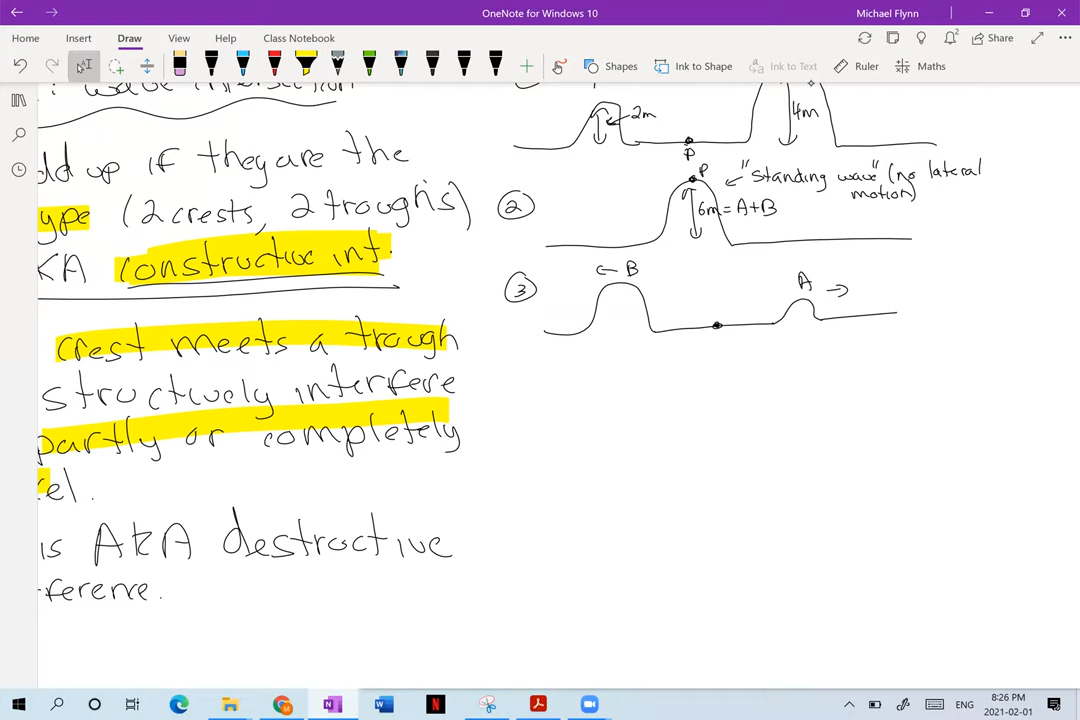 OneNote for Windows 10
Michael Flynn
Home Insert Draw View Help Class Notebook
Share
Shapes Ink to Shape Ink to Text Ruler Maths
: wave
dd up if they are the
ype (2 crests, 2 troughs)
KA constructive int.
crest meets a trough
structively interfere
partly or completely
el.
is AKA destructive
ference.
2m
4m
P
② P
"Standing wave" (no lateral
motion)
6m = A+B
③ ← B
A →
ENG
8:26 PM
2021-02-01